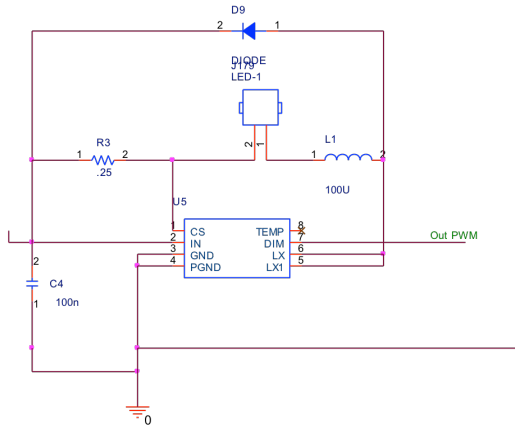 D9
2 1
DIODE
J179
LED-1
2 1
R3
1 2
.25
L1
1 2
100U
U5
1 CS TEMP 8
2 IN DIM 7
3 GND LX 6
4 PGND LX1 5
Out PWM
2
C4
100n
1
0